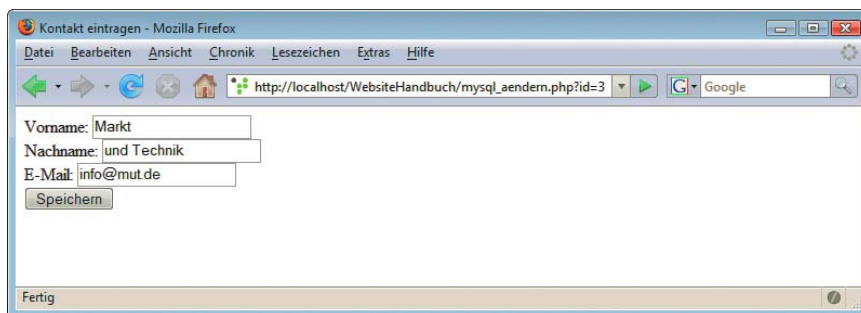 Kontakt eintragen - Mozilla Firefox
Datei Bearbeiten Ansicht Chronik Lesezeichen Extras Hilfe
http://localhost/WebsiteHandbuch/mysql_aendern.php?id=3 G Google
Vorname: Markt
Nachname: und Technik
E-Mail: info@mut.de
Speichern
Fertig